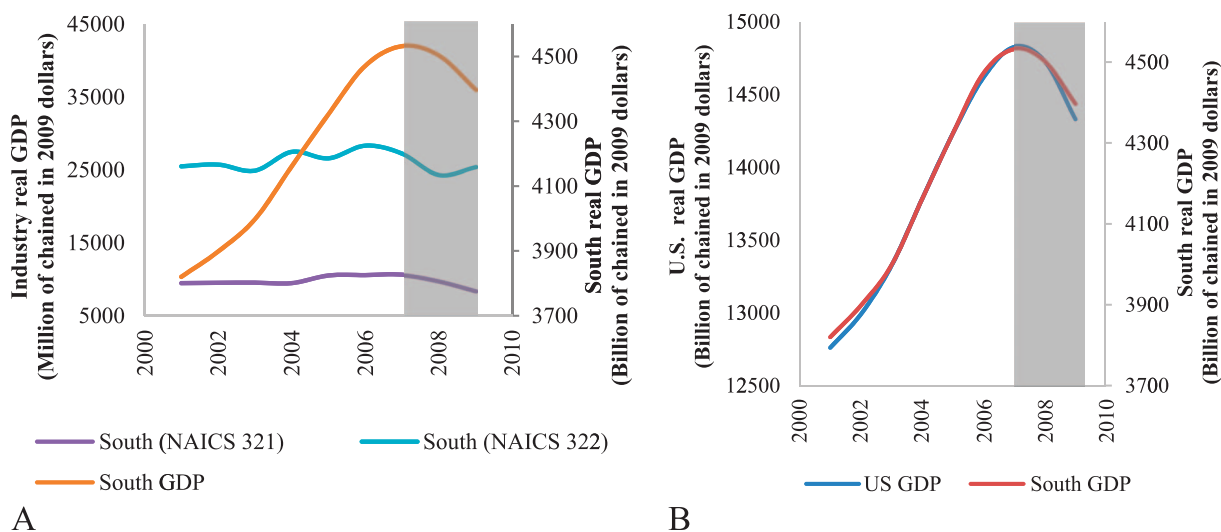 Industry real GDP
(Million of chained in 2009 dollars)
45000
35000
25000
15000
5000
4500
4300
4100
3900
3700
South real GDP
(Billion of chained in 2009 dollars)
2000
2002
2004
2006
2008
2010
South (NAICS 321)
South (NAICS 322)
South GDP
A
U.S. real GDP
(Billion of chained in 2009 dollars)
15000
14500
14000
13500
13000
12500
4500
4300
4100
3900
3700
South real GDP
(Billion of chained in 2009 dollars)
2000
2002
2004
2006
2008
2010
US GDP
South GDP
B